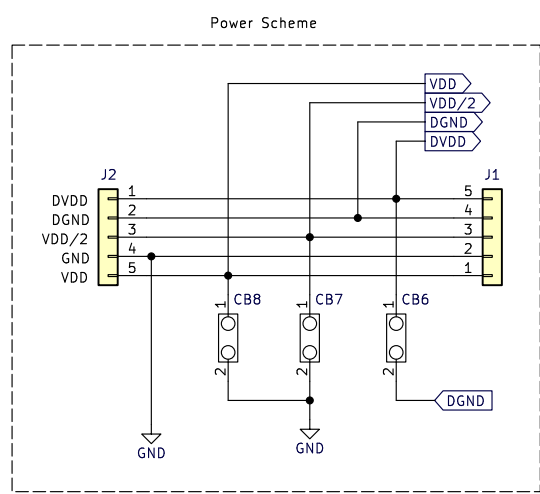 Power Scheme
VDD
VDD/2
DGND
DVDD
J2
J1
DVDD 1 5
DGND 2 4
VDD/2 3 3
GND 4 2
VDD 5 1
1 CB8 1 CB7 1 CB6
2 2 2
DGND
GND GND